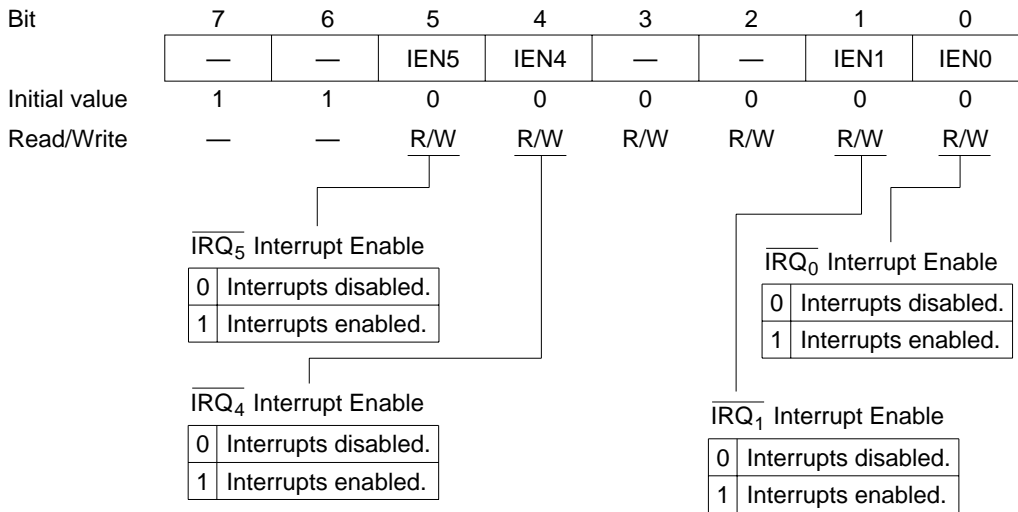 Bit 7 6 5 4 3 2 1 0
— — IEN5 IEN4 — — IEN1 IEN0
Initial value 1 1 0 0 0 0 0 0
Read/Write — — R/W R/W R/W R/W R/W R/W
IRQ5 Interrupt Enable
0 Interrupts disabled.
1 Interrupts enabled.
IRQ0 Interrupt Enable
0 Interrupts disabled.
1 Interrupts enabled.
IRQ4 Interrupt Enable
0 Interrupts disabled.
1 Interrupts enabled.
IRQ1 Interrupt Enable
0 Interrupts disabled.
1 Interrupts enabled.